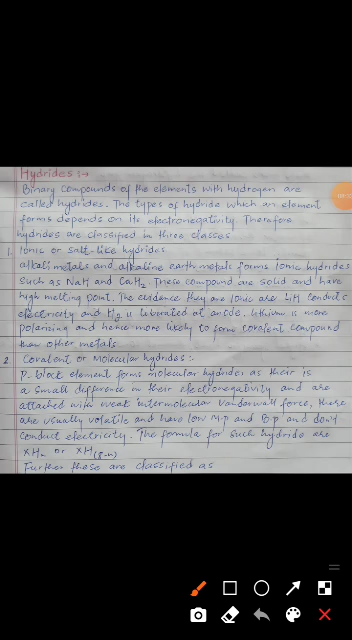 Hydrides :→
Binary compounds of the elements with hydrogen are
called hydrides. The types of hydride which an element
forms depends on its electronegativity. Therefore
hydrides are classified in three classes
1. Ionic or salt-like hydrides
alkali metals and alkaline earth metals forms ionic hydrides
such as NaH and CaH2. These compound are solid and have
high melting point. The evidence they are ionic are LiH conducts
electricity and H2 is liberated at anode. lithium is more
polarizing and hence more likely to form covalent compound
than other metals.
2 Covalent or Molecular hydrides :-
P-block element forms molecular hydrides as their is
a small difference in their electronegativity and are
attached with weak intermolecular Vanderwall force, these
are usually volatile and have low M.p and B.p and don't
conduct electricity. The formula for such hydride are
XHn or XH(8-n)
Further these are classified as